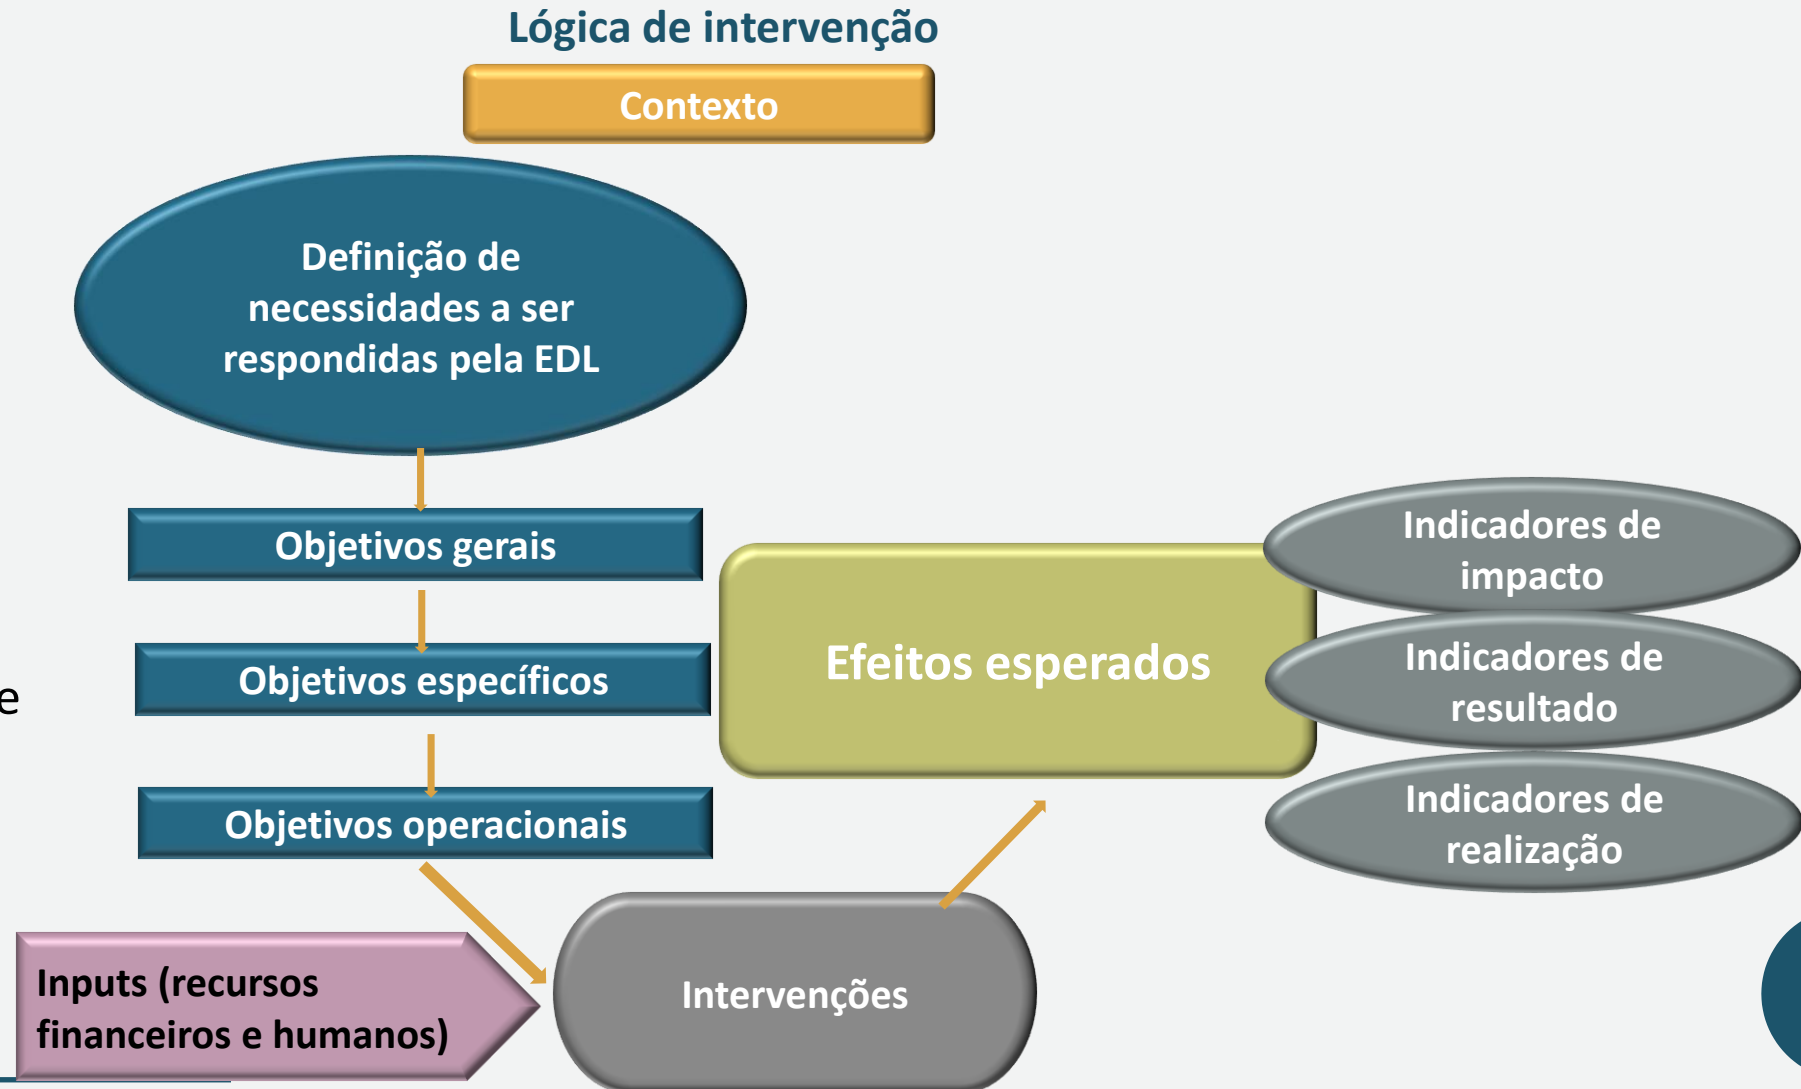 Lógica de intervenção
Contexto
Definição de
necessidades a ser
respondidas pela EDL
Objetivos gerais
Objetivos específicos
e
Objetivos operacionais
Inputs (recursos
financeiros e humanos)
Intervenções
Efeitos esperados
Indicadores de
impacto
Indicadores de
resultado
Indicadores de
realização